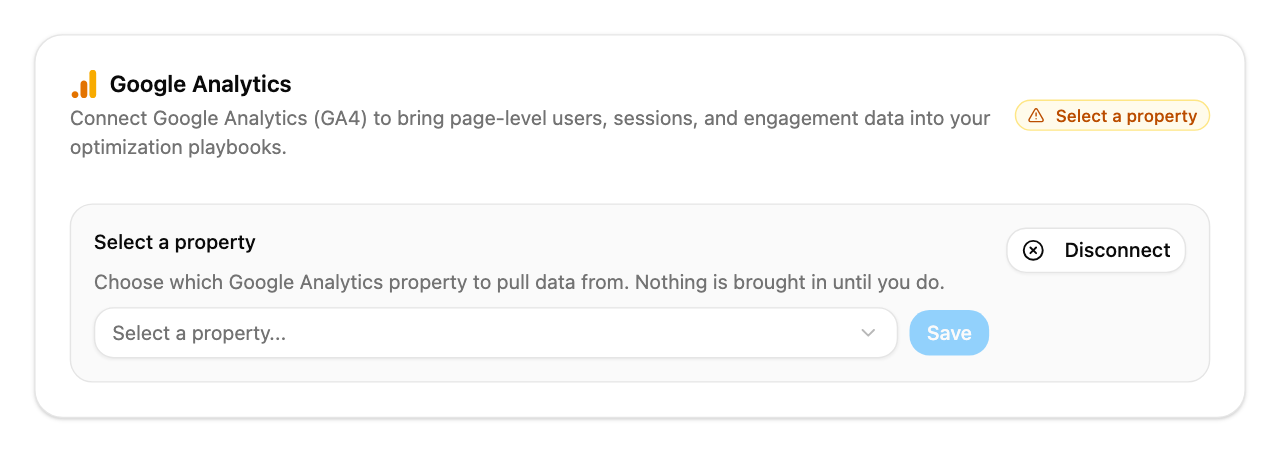 Google Analytics
Connect Google Analytics (GA4) to bring page-level users, sessions, and engagement data into your
optimization playbooks.
Select a property
Select a property
Disconnect
Choose which Google Analytics property to pull data from. Nothing is brought in until you do.
Select a property...
Save